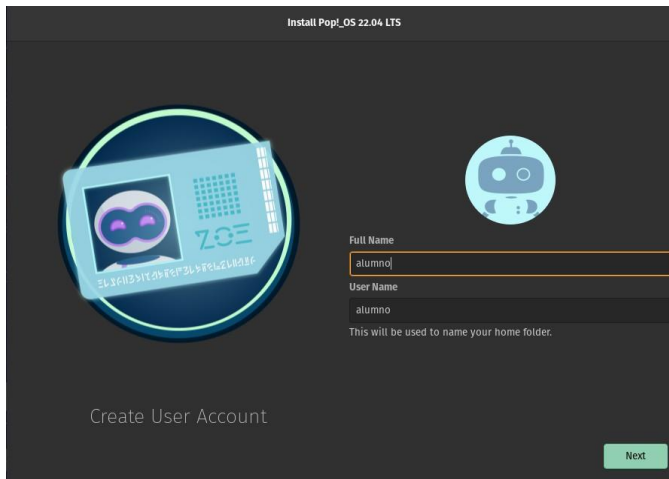 Install Pop!_OS 22.04 LTS
ZOE
Full Name
alumno
User Name
alumno
This will be used to name your home folder.
Create User Account
Next